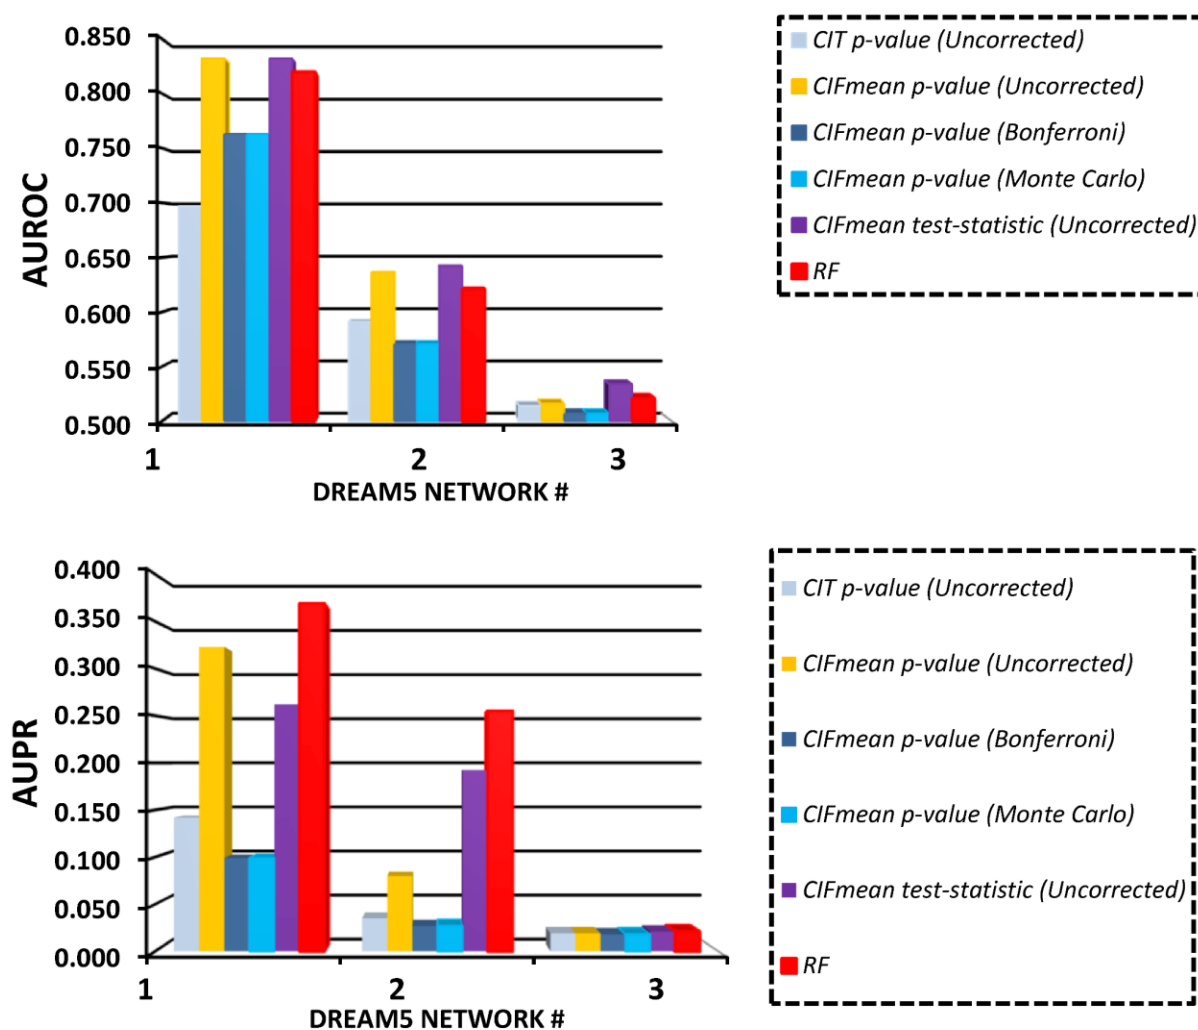 0.850
0.800
0.750
0.700
0.650
0.600
0.550
0.500
AUROC
1
2
3
DREAM5 NETWORK #
CIT p-value (Uncorrected)
CIFmean p-value (Uncorrected)
CIFmean p-value (Bonferroni)
CIFmean p-value (Monte Carlo)
CIFmean test-statistic (Uncorrected)
RF
0.400
0.350
0.300
0.250
0.200
0.150
0.100
0.050
0.000
AUPR
1
2
3
DREAM5 NETWORK #
CIT p-value (Uncorrected)
CIFmean p-value (Uncorrected)
CIFmean p-value (Bonferroni)
CIFmean p-value (Monte Carlo)
CIFmean test-statistic (Uncorrected)
RF